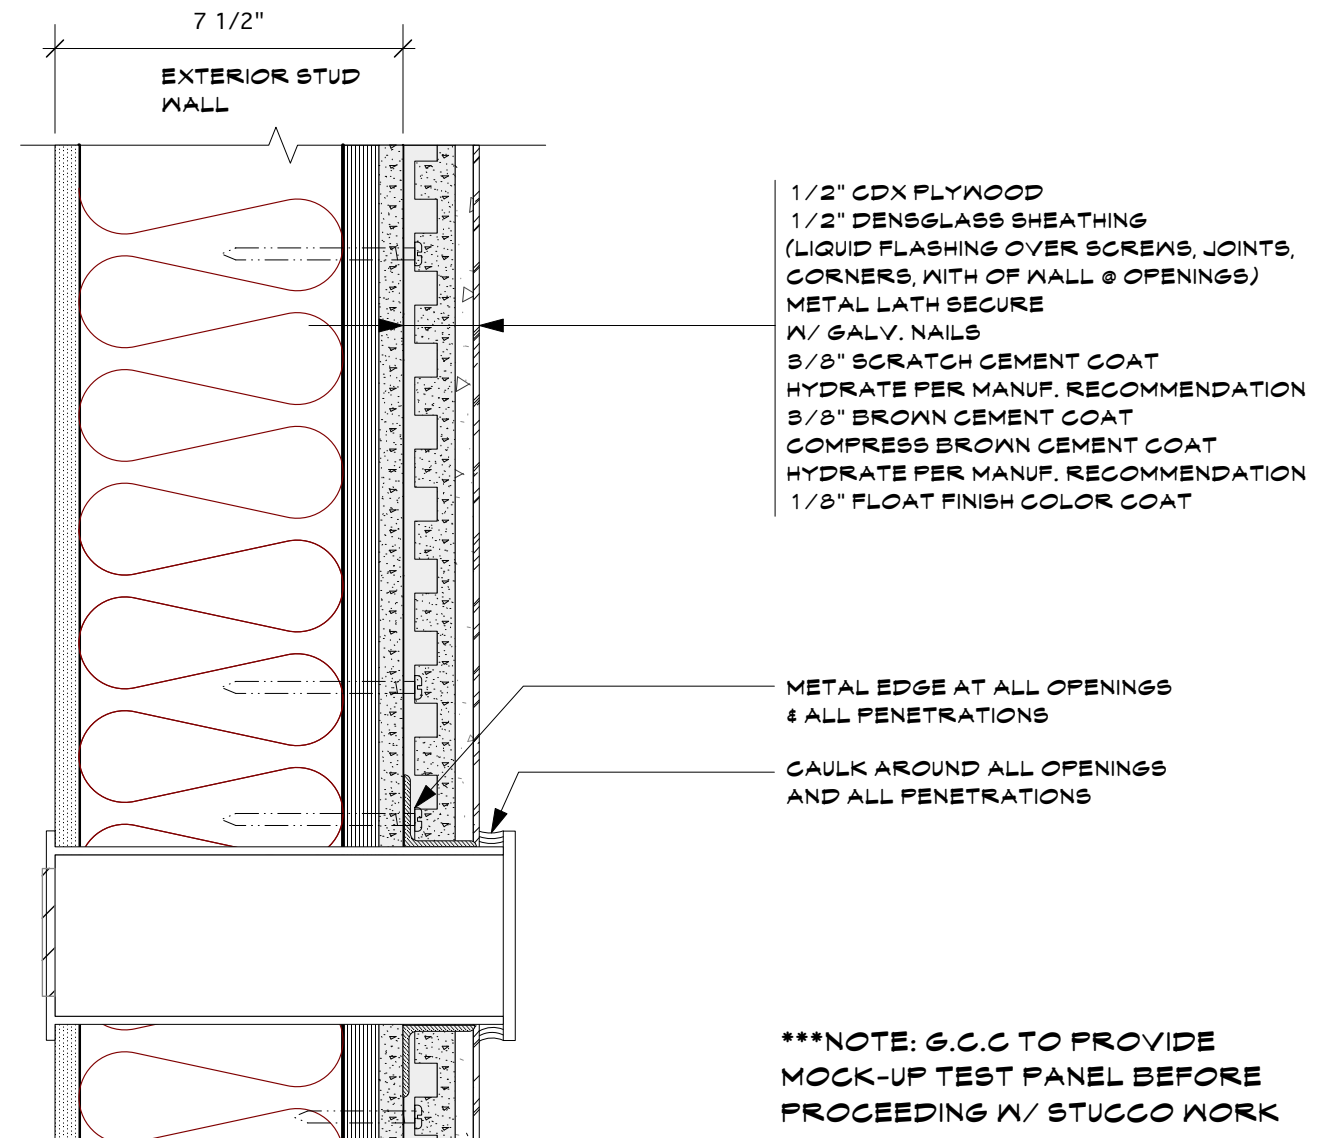 7 1/2"
EXTERIOR STUD
WALL
1/2" CDX PLYWOOD
1/2" DENSGLASS SHEATHING
(LIQUID FLASHING OVER SCREWS, JOINTS,
CORNERS, WITH OF WALL @ OPENINGS)
METAL LATH SECURE
W/ GALV. NAILS
3/8" SCRATCH CEMENT COAT
HYDRATE PER MANUF. RECOMMENDATION
3/8" BROWN CEMENT COAT
COMPRESS BROWN CEMENT COAT
HYDRATE PER MANUF. RECOMMENDATION
1/8" FLOAT FINISH COLOR COAT
METAL EDGE AT ALL OPENINGS
& ALL PENETRATIONS
CAULK AROUND ALL OPENINGS
AND ALL PENETRATIONS
***NOTE: G.C.C TO PROVIDE
MOCK-UP TEST PANEL BEFORE
PROCEEDING W/ STUCCO WORK